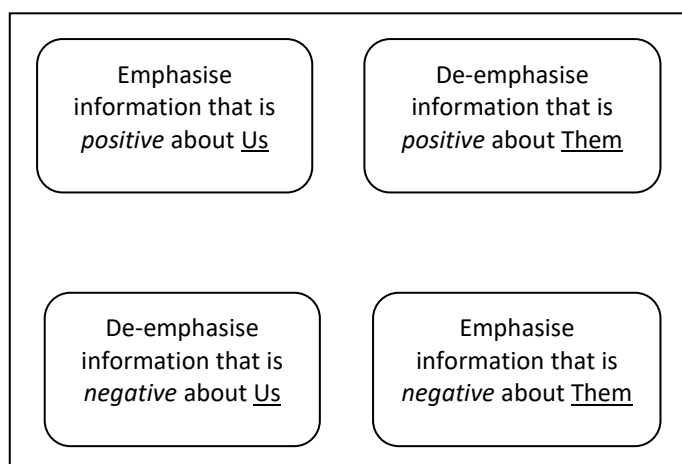 Emphasise
information that is
positive about Us
De-emphasise
information that is
positive about Them
De-emphasise
information that is
negative about Us
Emphasise
information that is
negative about Them